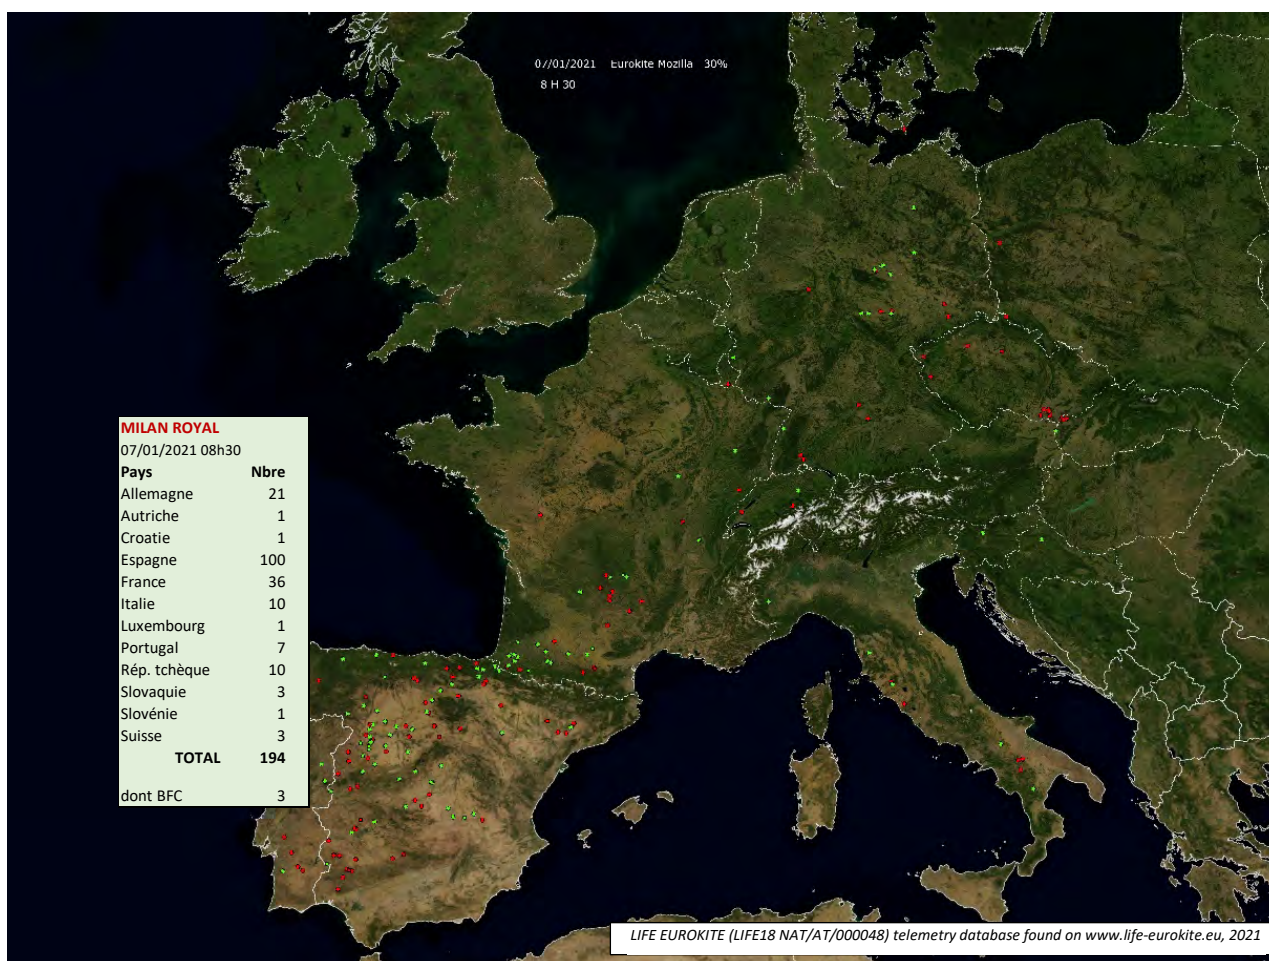 0//01/2021 Eurokite Mozilla 30%
8 H 30
MILAN ROYAL
07/01/2021 08h30
Pays Nbre
Allemagne 21
Autriche 1
Croatie 1
Espagne 100
France 36
Italie 10
Luxembourg 1
Portugal 7
Rép. tchèque 10
Slovaquie 3
Slovénie 1
Suisse 3
TOTAL 194
dont BFC 3
LIFE EUROKITE (LIFE18 NAT/AT/000048) telemetry database found on www.life-eurokite.eu, 2021